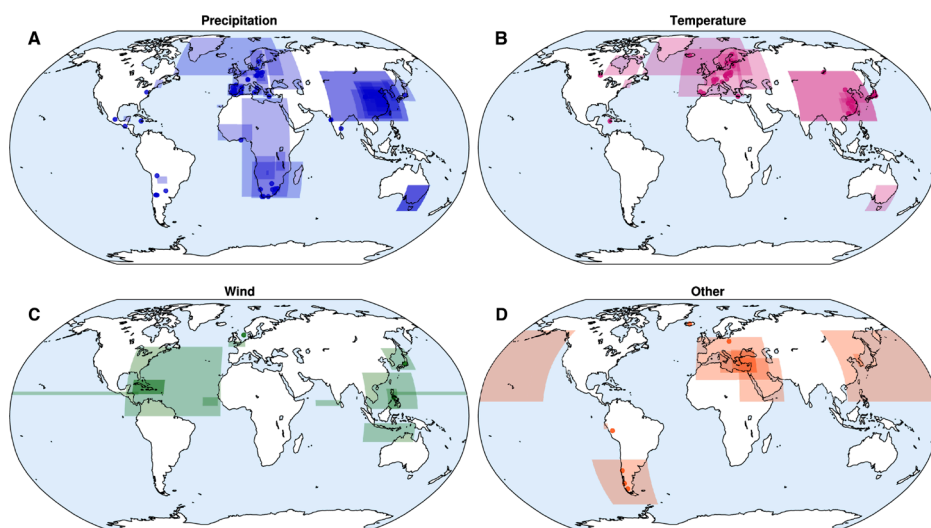 Precipitation
A
Temperature
B
Wind
C
Other
D